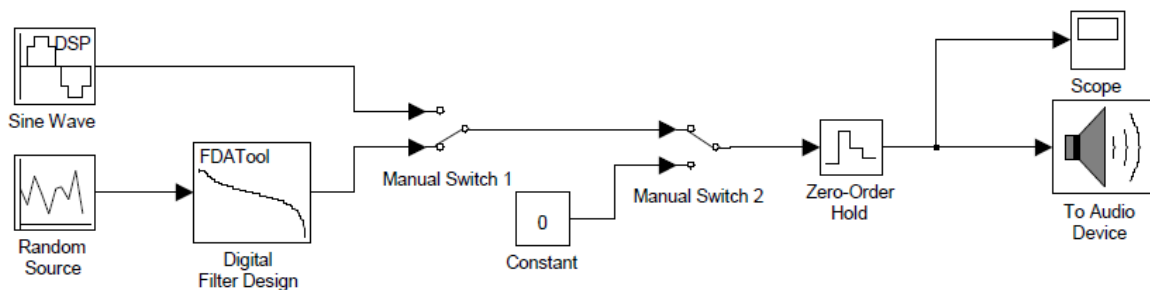 DSP
Sine Wave
FDATool
Random
Source
Digital
Filter Design
Manual Switch 1
0
Constant
Manual Switch 2
Zero-Order
Hold
Scope
To Audio
Device